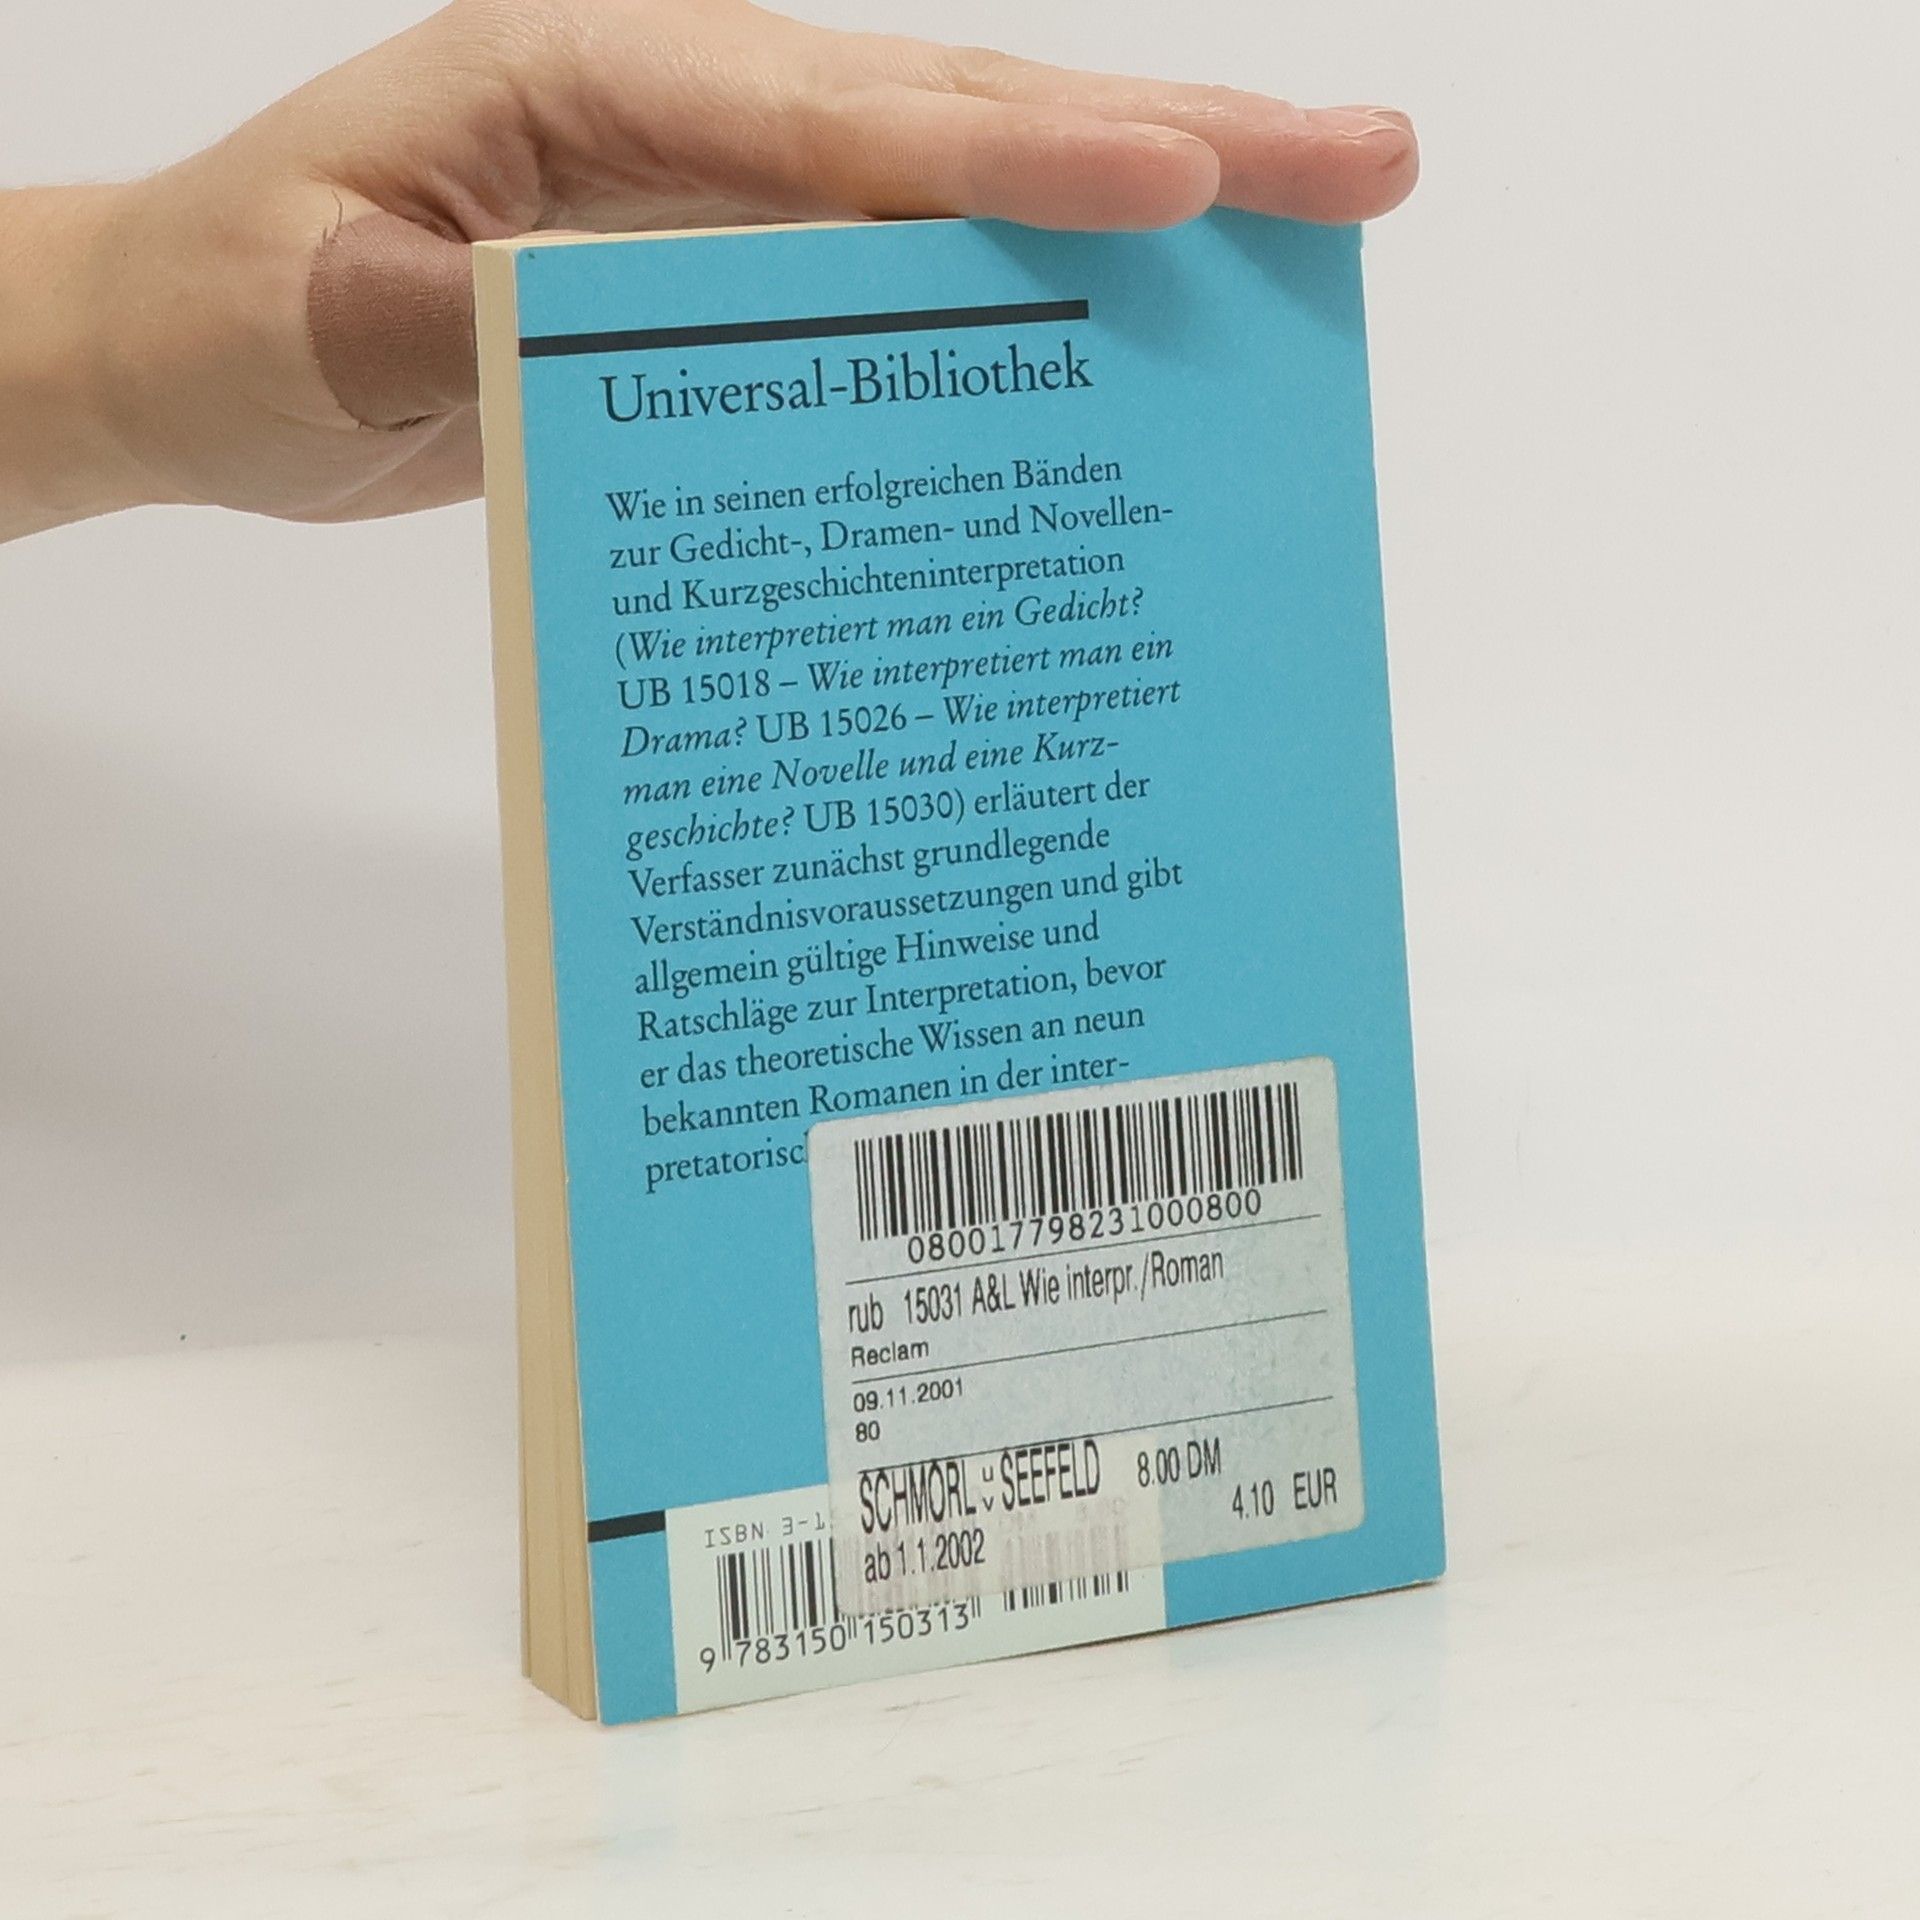 Universal-Bibliothek
Wie in seinen erfolgreichen Bänden
zur Gedicht-, Dramen- und Novellen-
und Kurzgeschichteninterpretation
(Wie interpretiert man ein Gedicht?
UB 15018 – Wie interpretiert man ein
Drama? UB 15026 – Wie interpretiert
man eine Novelle und eine Kurz-
geschichte? UB 15030) erläutert der
Verfasser zunächst grundlegende
Verständnisvoraussetzungen und gibt
allgemein gültige Hinweise und
Ratschläge zur Interpretation, bevor
er das theoretische Wissen an neun
bekannten Romanen in der inter-
pretatorisc
080017798231000800
rub 15031 A&L Wie interpr./Roman
Reclam
09.11.2001
80
SCHMORL u v SEEFELD 8.00 DM
4.10 EUR
ab 1.1.2002
ISBN 3-1
9 783150 150313